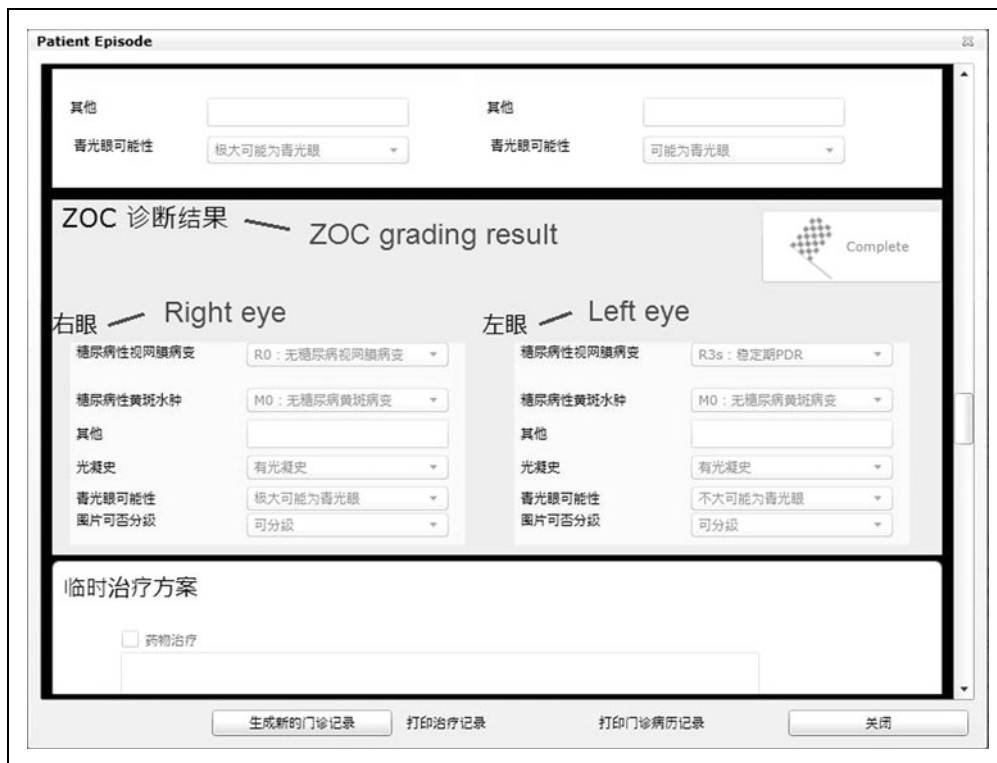 Patient Episode
其他 其他
青光眼可能性 极大可能为青光眼 青光眼可能性 可能为青光眼
ZOC 诊断结果 ZOC grading result
Complete
右眼 Right eye 左眼 Left eye
糖尿病性视网膜病变 R0：无糖尿病视网膜病变 糖尿病性视网膜病变 R3s：稳定期PDR
糖尿病性黄斑水肿 M0：无糖尿病黄斑病变 糖尿病性黄斑水肿 M0：无糖尿病黄斑病变
其他 其他
光凝史 有光凝史 光凝史 有光凝史
青光眼可能性 极大可能为青光眼 青光眼可能性 不大可能为青光眼
图片可否分级 可分级 图片可否分级 可分级
临时治疗方案
药物治疗
生成新的门诊记录 打印治疗记录 打印门诊病历记录 关闭